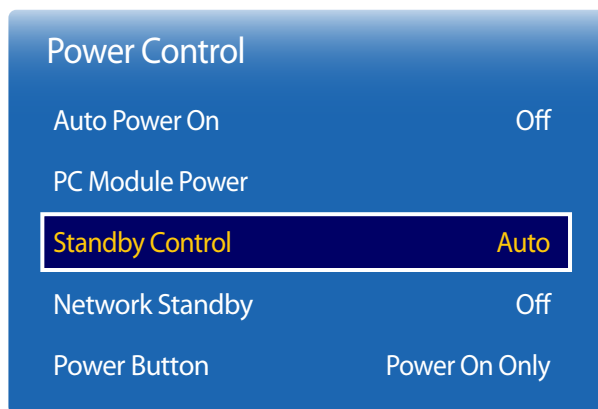 Power Control
Auto Power On Off
PC Module Power
Standby Control Auto
Network Standby Off
Power Button Power On Only